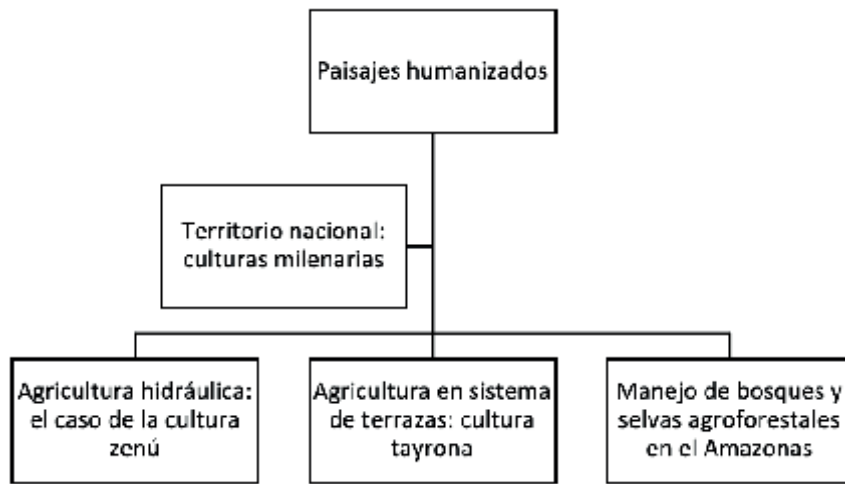 Paisajes humanizados
Territorio nacional:
culturas milenarias
Agricultura hidráulica:
el caso de la cultura
zenú
Agricultura en sistema
de terrazas: cultura
tayrona
Manejo de bosques y
selvas agroforestales
en el Amazonas